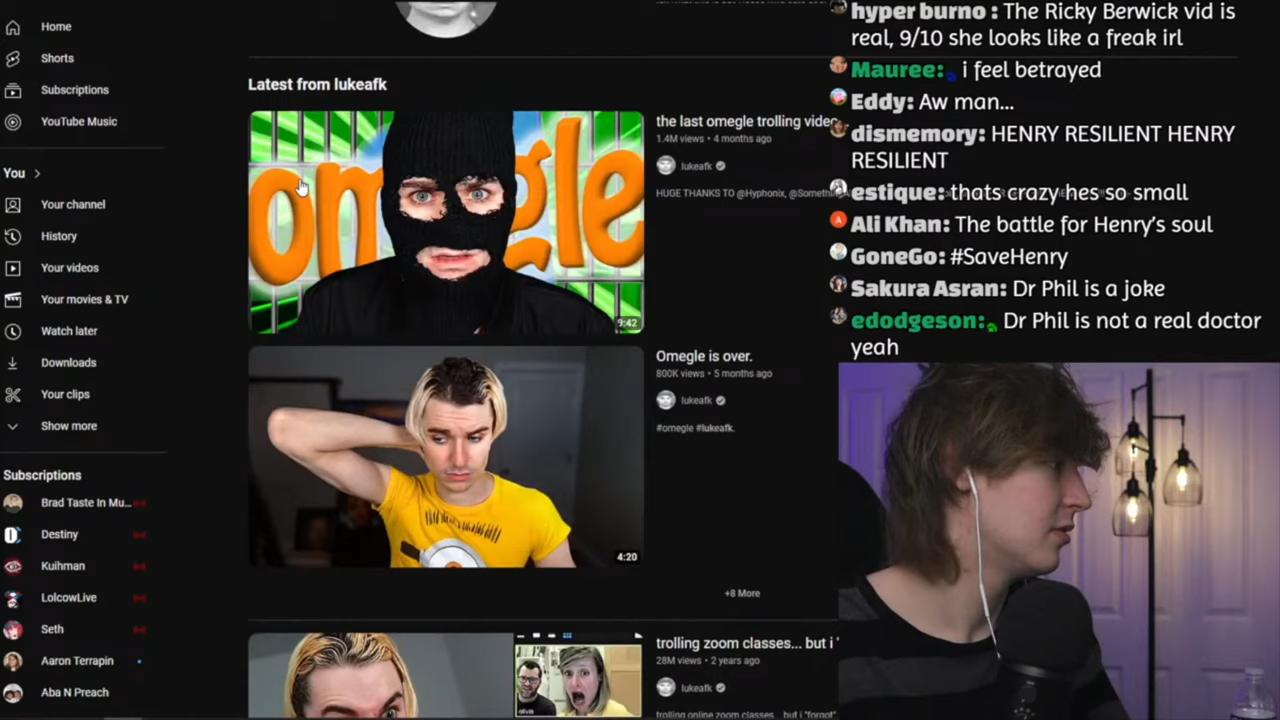 Home
Shorts
Subscriptions
YouTube Music
You
Your channel
History
Your videos
Your movies & TV
Watch later
Downloads
Your clips
Show more
Subscriptions
Brad Taste In Mu...
Destiny
Kuihman
LolcowLive
Seth
Aaron Terrapin
Aba N Preach
Latest from lukeafk
omegle
9:42
the last omegle trolling video
1.4M views • 4 months ago
lukeafk
HUGE THANKS TO @Hyphonix, @Something
4:20
Omegle is over.
800K views • 5 months ago
lukeafk
#omegle #lukeafk.
+8 More
trolling zoom classes... but i
28M views • 2 years ago
lukeafk
trolling online zoom classes... but i "forgot"
olivia
hyper burno : The Ricky Berwick vid is
real, 9/10 she looks like a freak irl
Mauree: i feel betrayed
Eddy: Aw man...
dismemory: HENRY RESILIENT HENRY
RESILIENT
estique: thats crazy hes so small
Ali Khan: The battle for Henry's soul
GoneGo: #SaveHenry
Sakura Asran: Dr Phil is a joke
edodgeson: Dr Phil is not a real doctor
yeah